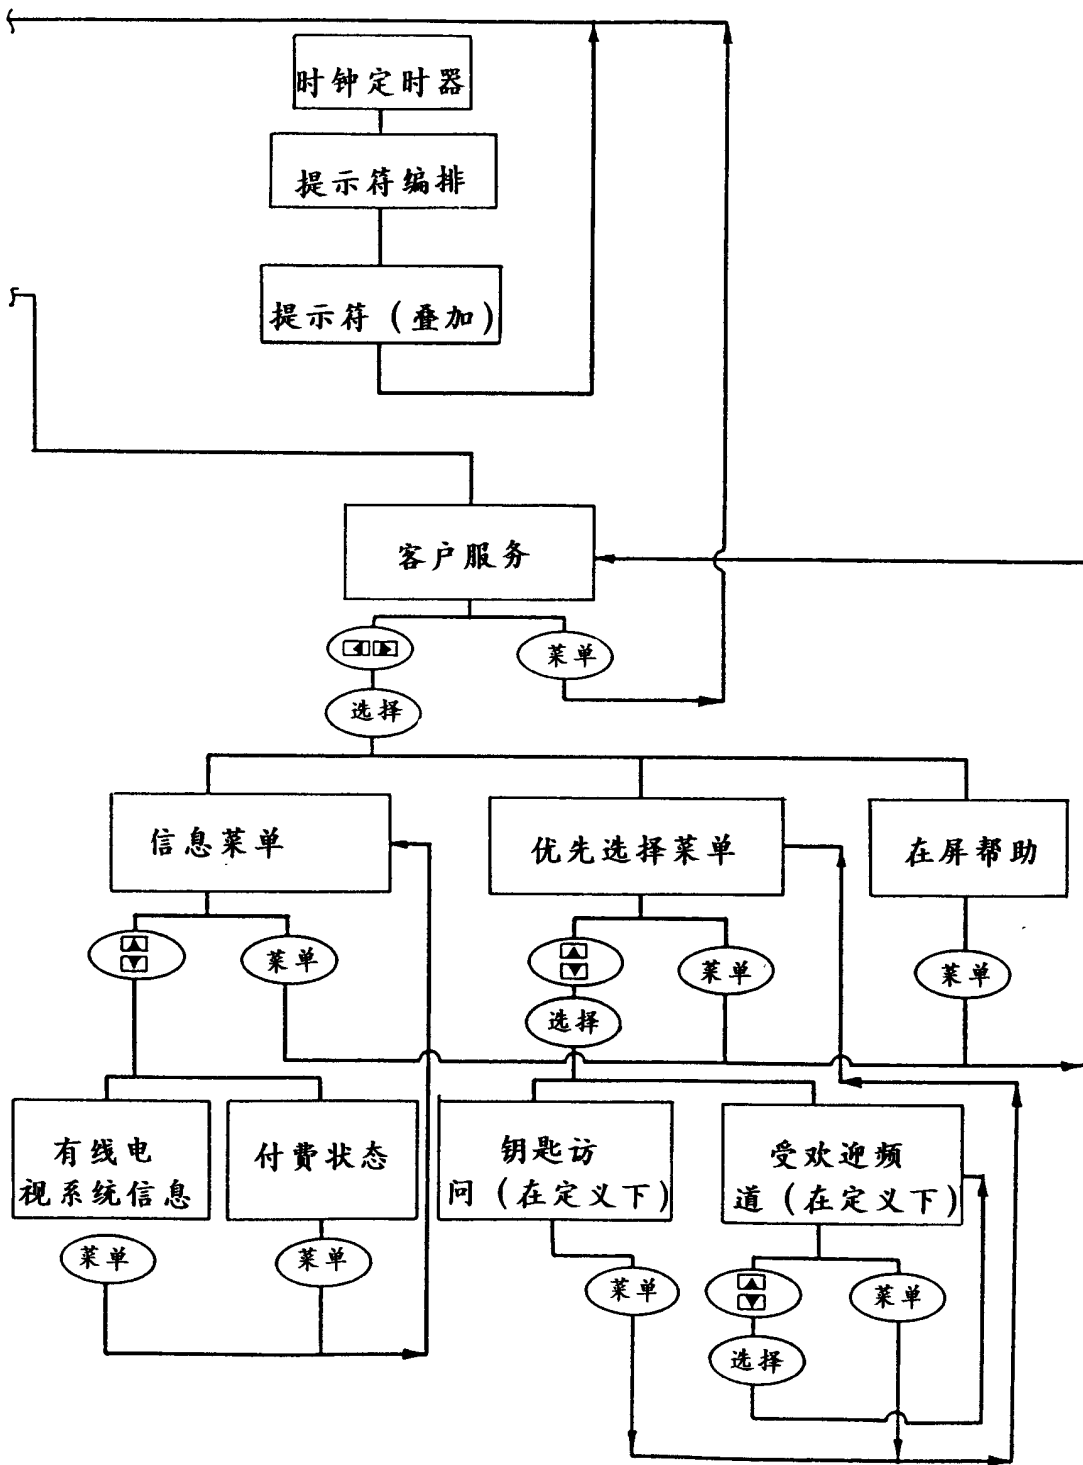 时钟定时器
提示符编排
提示符（叠加）
客户服务
菜单
选择
信息菜单
优先选择菜单
在屏帮助
菜单
菜单
菜单
选择
有线电
视系统信息
付费状态
钥匙访
问（在定义下）
受欢迎频
道（在定义下）
菜单
菜单
菜单
菜单
选择